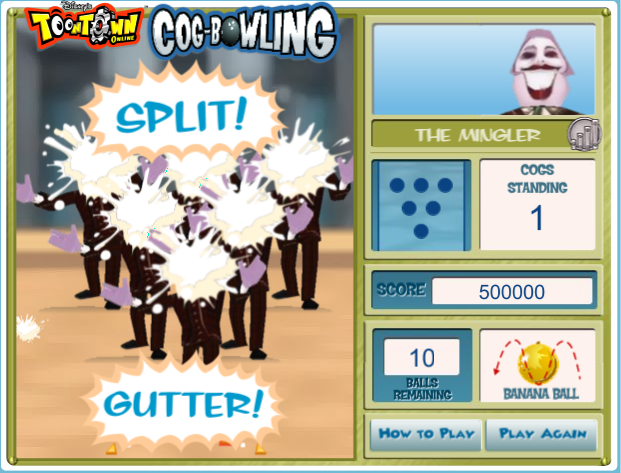 Disney's
TOONTOWN
ONLINE
COG-BOWLING
SPLIT!
THE MINGLER
COGS
STANDING
1
SCORE
500000
10
BALLS
REMAINING
BANANA BALL
GUTTER!
HOW TO PLAY
PLAY AGAIN